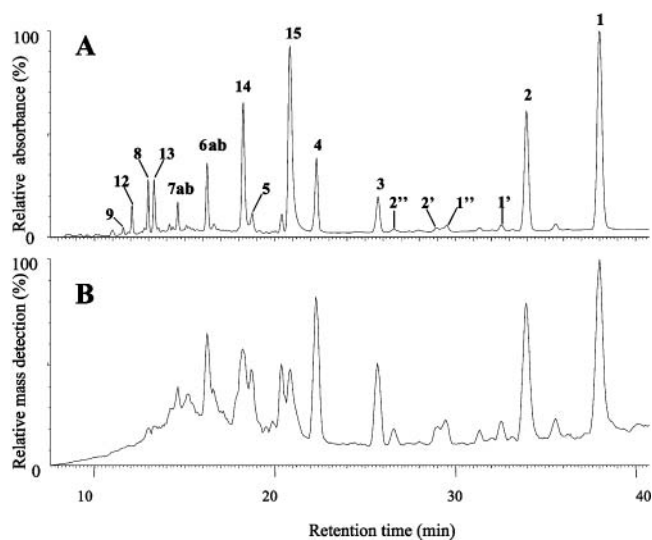 A
Relative absorbance (%)
100
0
9
12
8
13
7ab
6ab
14
5
15
4
3
2’’
2’
1’’
1’
2
1
B
Relative mass detection (%)
100
0
10 20 30 40
Retention time (min)